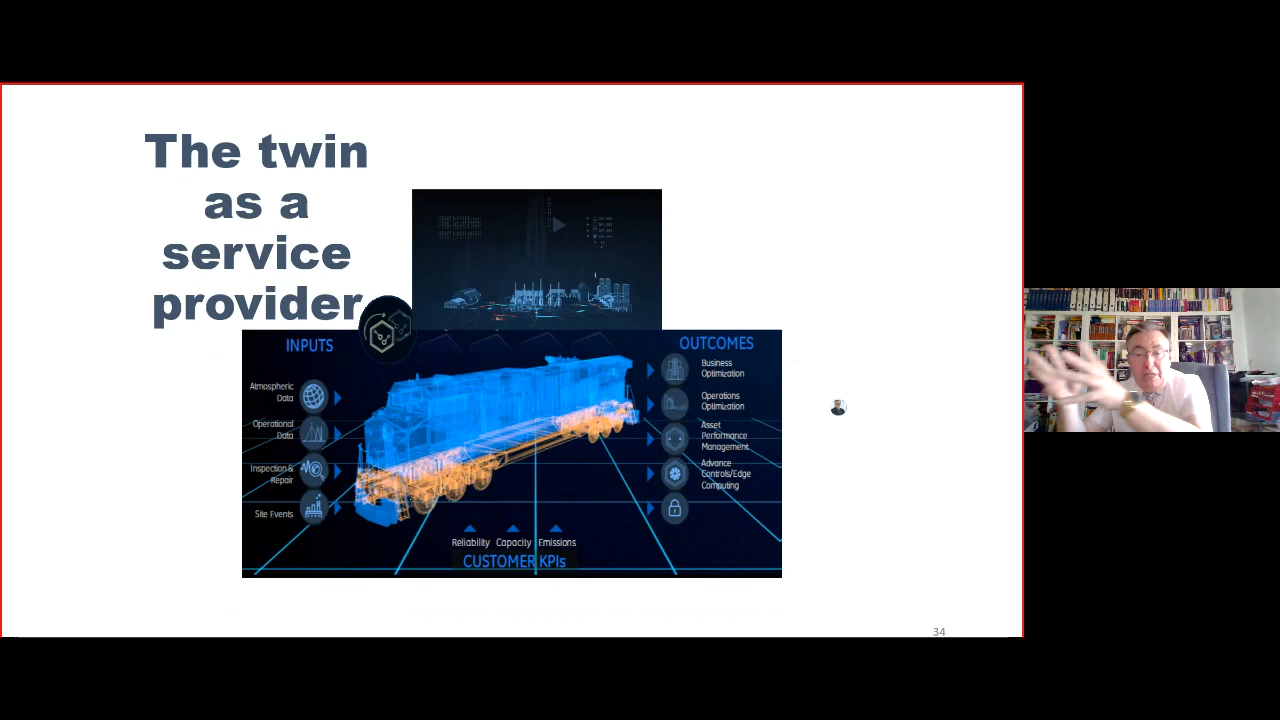 The twin
as a
service
provider
INPUTS
Atmospheric
Data
Operational
Data
Inspection &
Repair
Site Events
OUTCOMES
Business
Optimization
Operations
Optimization
Asset
Performance
Management
Advance
Controls/Edge
Computing
Reliability Capacity Emissions
CUSTOMER KPIs
34